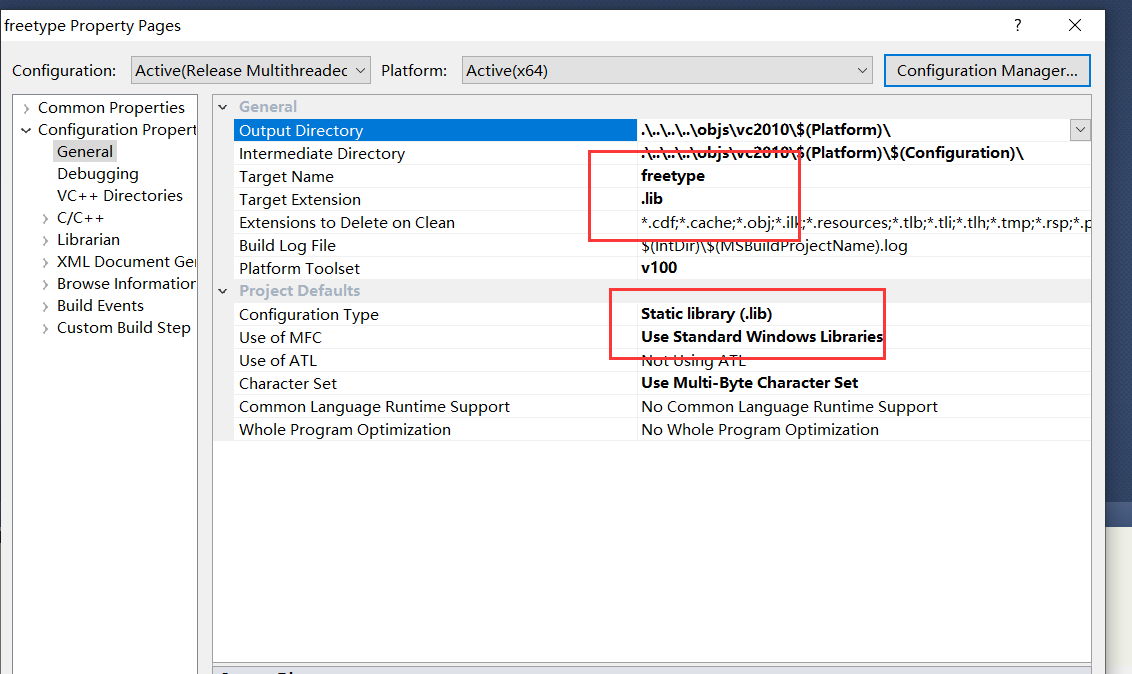 freetype Property Pages ?
Configuration: Active(Release Multithreadec Platform: Active(x64) Configuration Manager...
Common Properties
Configuration Propert
General
Debugging
VC++ Directories
C/C++
Librarian
XML Document Ger
Browse Information
Build Events
Custom Build Step
General
Output Directory .\..\..\..\objs\vc2010\$(Platform)\
Intermediate Directory .\..\..\..\objs\vc2010\$(Platform)\$(Configuration)\
Target Name freetype
Target Extension .lib
Extensions to Delete on Clean *.cdf;*.cache;*.obj;*.ilk;*.resources;*.tlb;*.tli;*.tlh;*.tmp;*.rsp;*.p
Build Log File $(IntDir)\$(MSBuildProjectName).log
Platform Toolset v100
Project Defaults
Configuration Type Static library (.lib)
Use of MFC Use Standard Windows Libraries
Use of ATL Not Using ATL
Character Set Use Multi-Byte Character Set
Common Language Runtime Support No Common Language Runtime Support
Whole Program Optimization No Whole Program Optimization